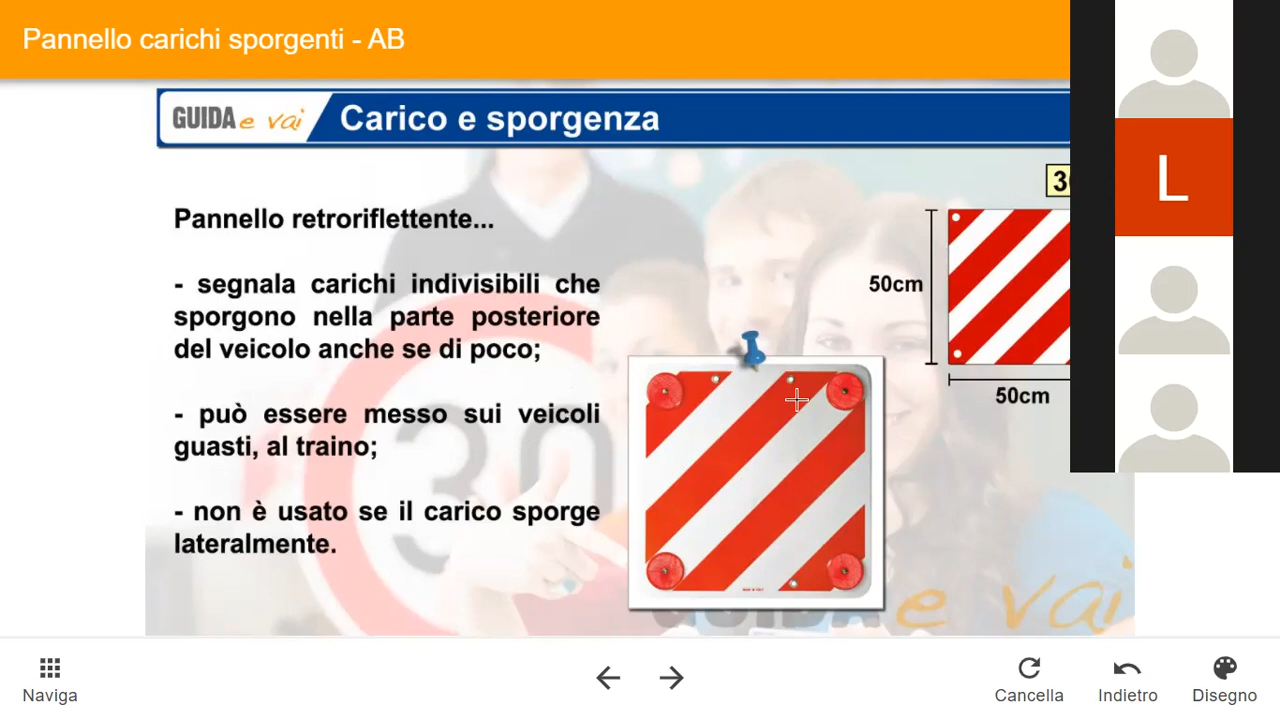 Pannello carichi sporgenti - AB
GUIDA e vai
Carico e sporgenza
Pannello retroriflettente...
- segnala carichi indivisibili che
sporgono nella parte posteriore
del veicolo anche se di poco;
- può essere messo sui veicoli
guasti, al traino;
- non è usato se il carico sporge
lateralmente.
50cm
50cm
30
e vai
L
Naviga
Cancella
Indietro
Disegno